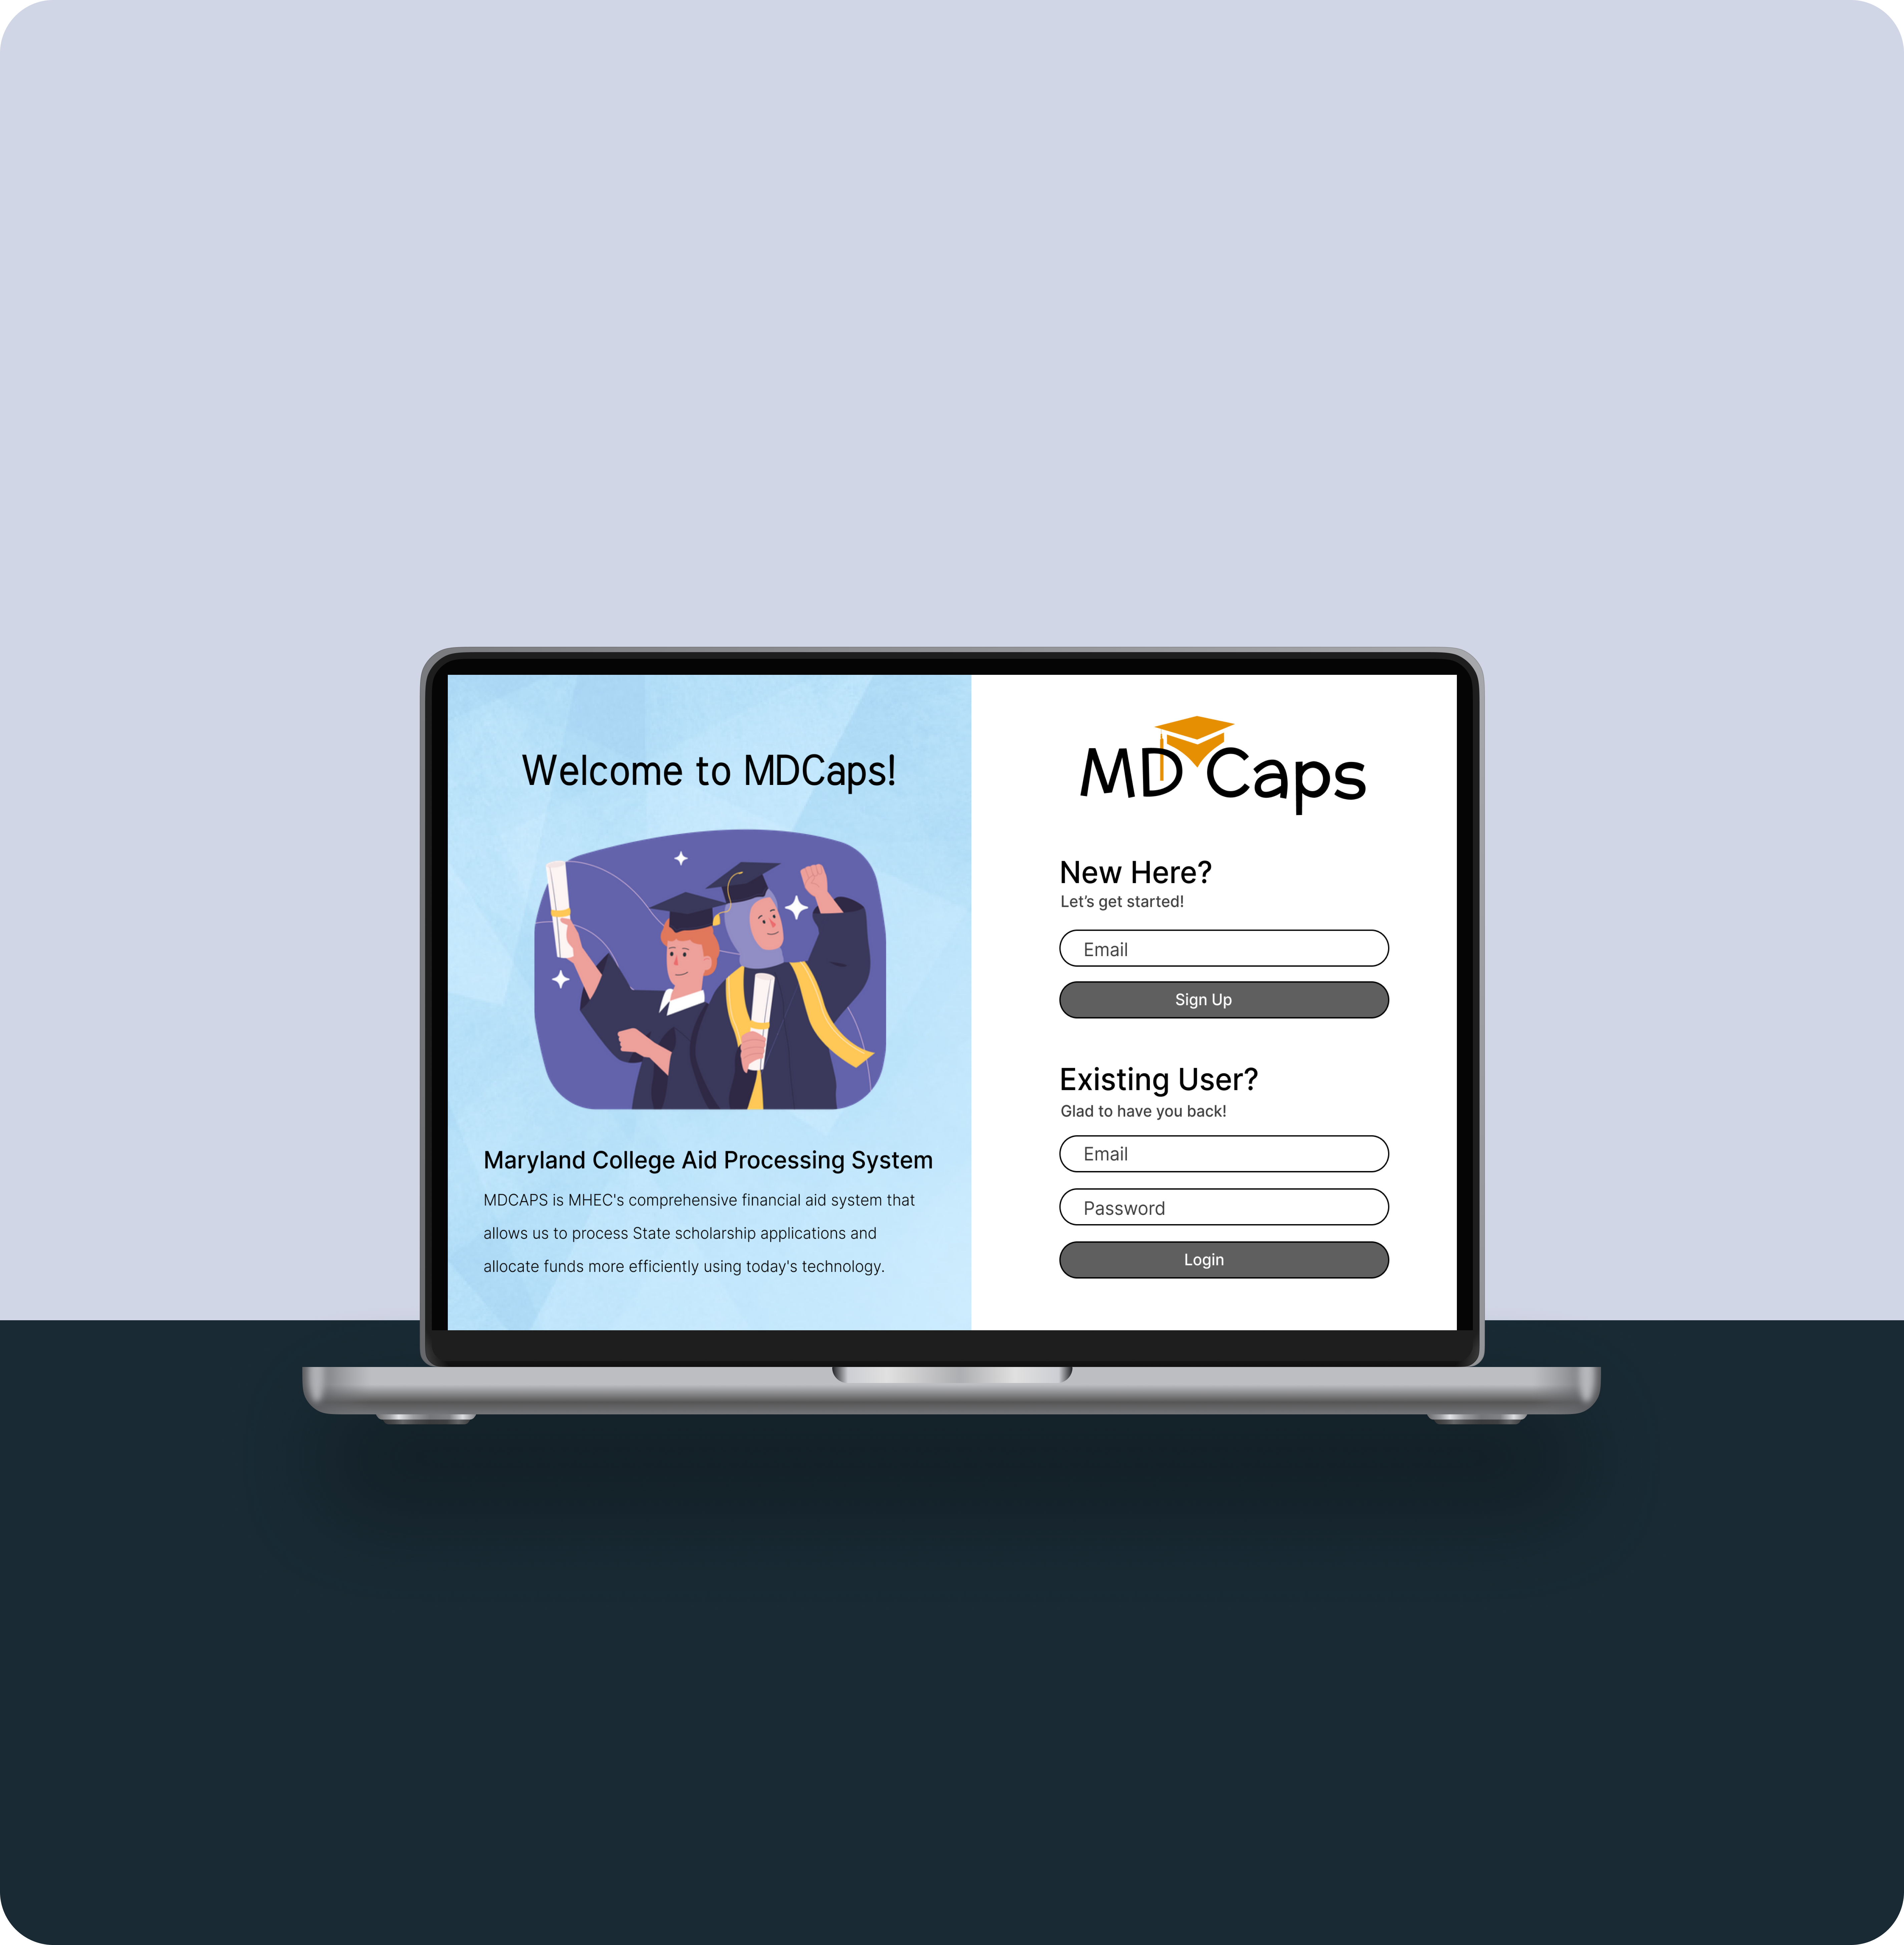 Welcome to MDCaps!
Maryland College Aid Processing System
MDCAPS is MHEC's comprehensive financial aid system that
allows us to process State scholarship applications and
allocate funds more efficiently using today's technology.
MD Caps
New Here?
Let's get started!
Email
Sign Up
Existing User?
Glad to have you back!
Email
Password
Login